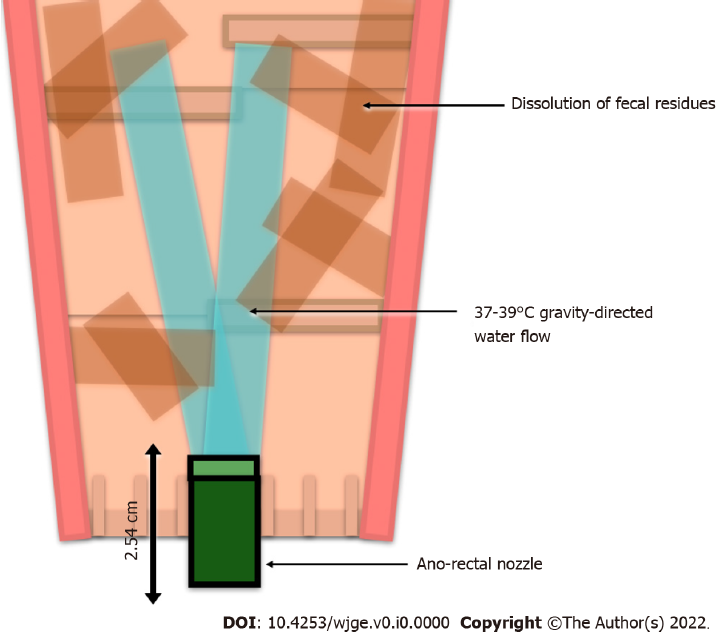 Dissolution of fecal residues
37-39°C gravity-directed
water flow
2.54 cm
Ano-rectal nozzle
DOI: 10.4253/wjge.v0.i0.0000 Copyright ©The Author(s) 2022.